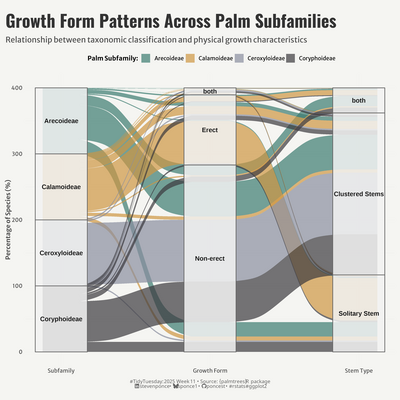 Growth Form Patterns Across Palm Subfamilies
Relationship between taxonomic classification and physical growth characteristics
Palm Subfamily: Arecoideae Calamoideae Ceroxyloideae Coryphoideae
Percentage of Species (%)
400
300
200
100
0
Arecoideae
Calamoideae
Ceroxyloideae
Coryphoideae
both
Erect
Non-erect
both
Clustered Stems
Solitary Stem
Subfamily Growth Form Stem Type
#TidyTuesday 2025 Week 11 • Source: {palmtrees}R package
stevenponce • sponce1 • poncest • #rstats #ggplot2